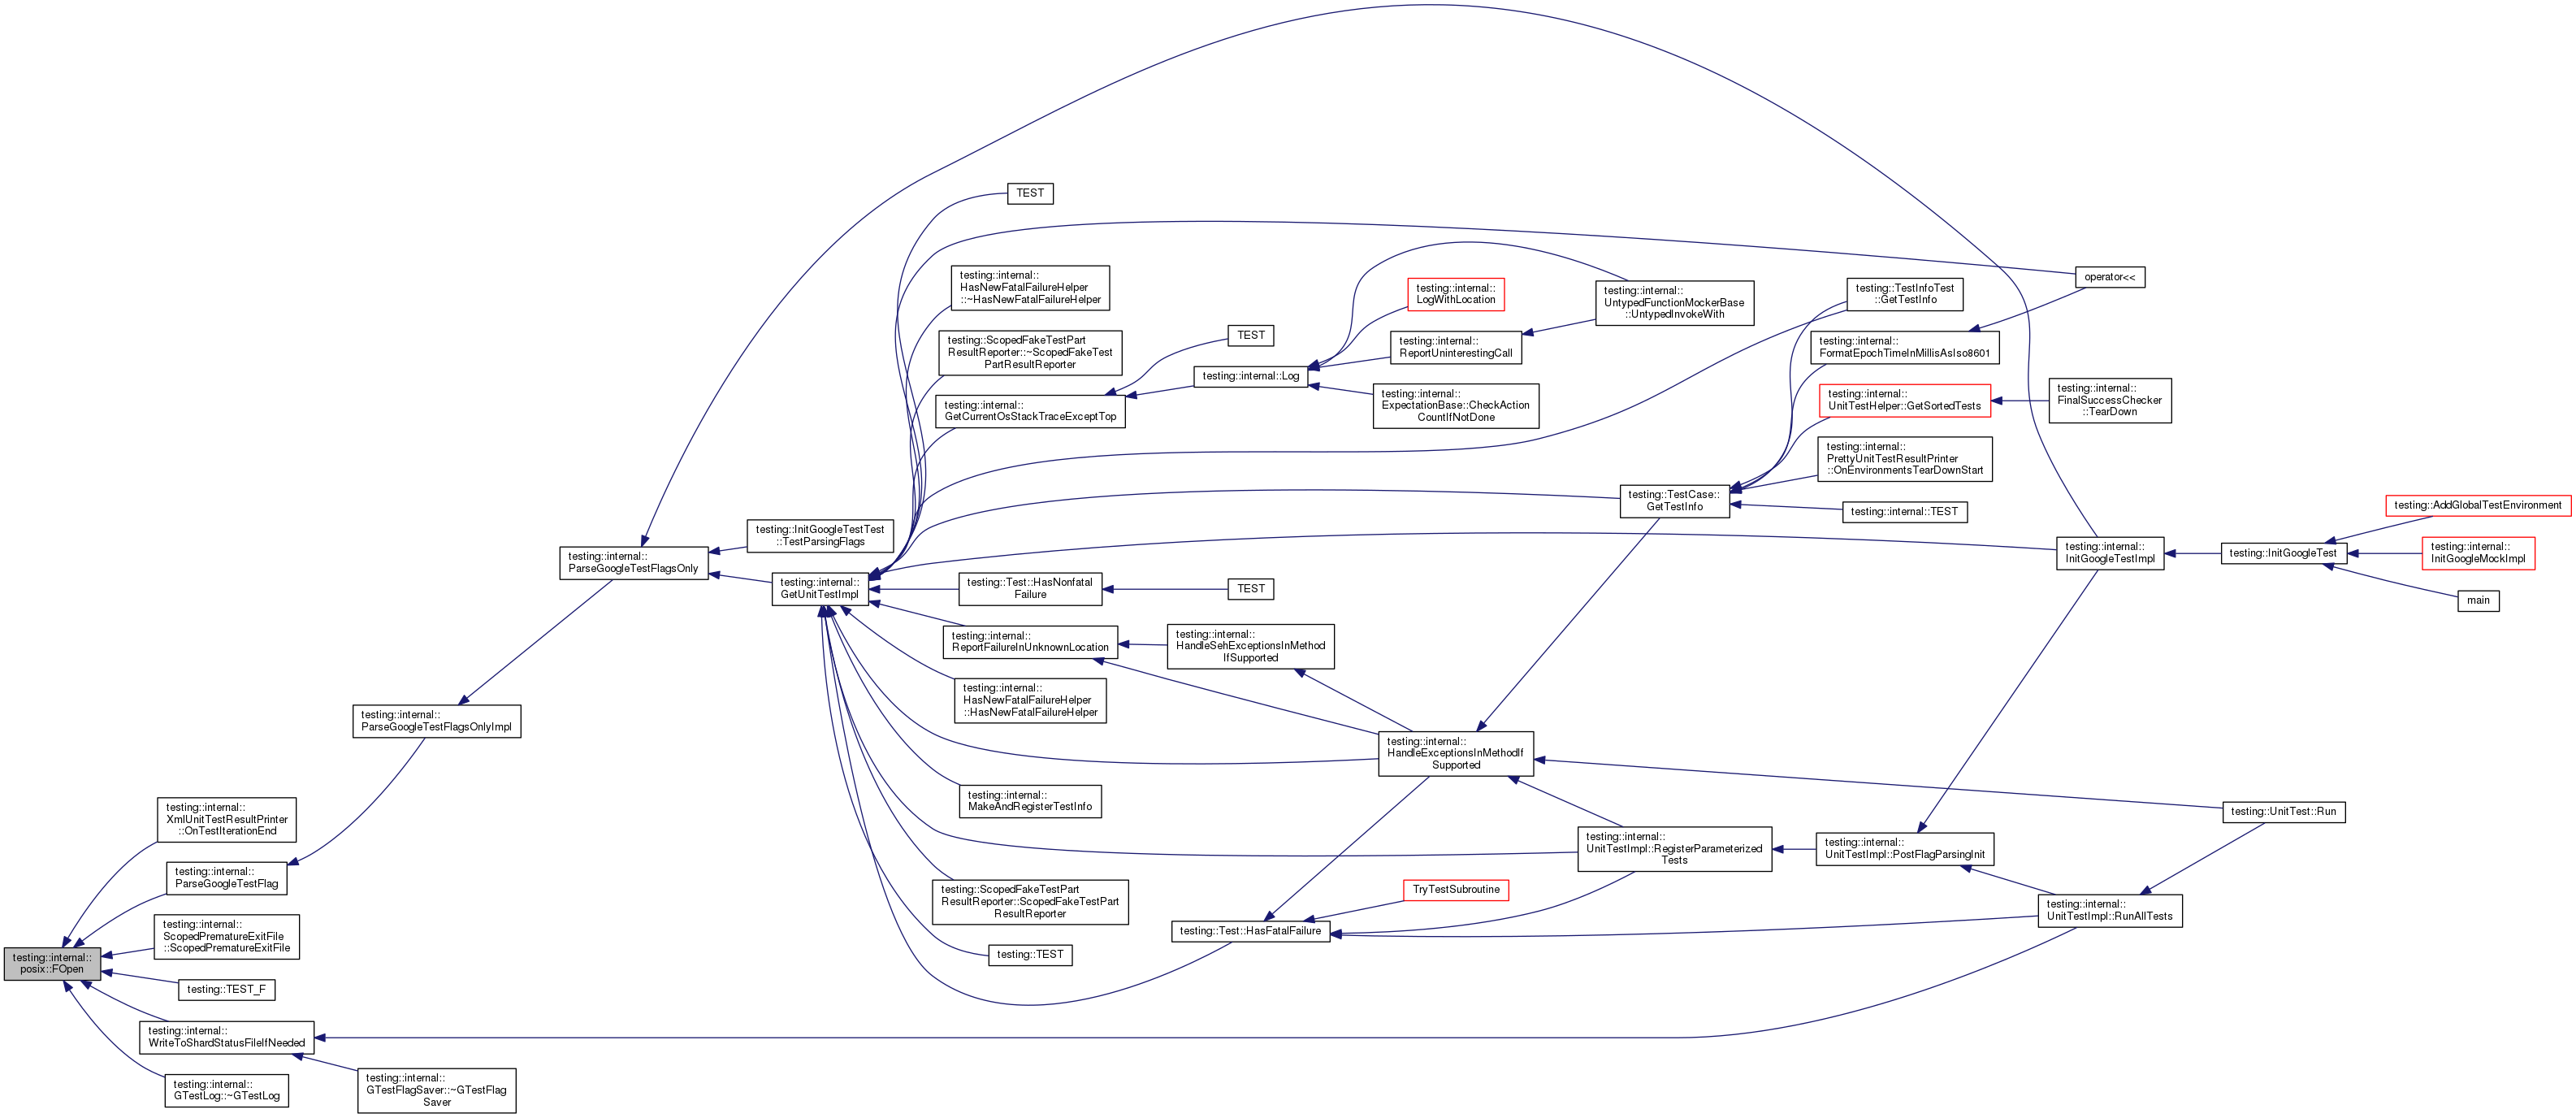 testing::internal::
posix::FOpen
testing::internal::
XmlUnitTestResultPrinter
::OnTestIterationEnd
testing::internal::
ParseGoogleTestFlag
testing::internal::
ScopedPrematureExitFile
::ScopedPrematureExitFile
testing::TEST_F
testing::internal::
WriteToShardStatusFileIfNeeded
testing::internal::
GTestLog::~GTestLog
testing::internal::
ParseGoogleTestFlagsOnlyImpl
testing::internal::
GTestFlagSaver::~GTestFlag
Saver
testing::internal::
ParseGoogleTestFlagsOnly
testing::InitGoogleTestTest
::TestParsingFlags
testing::internal::
GetUnitTestImpl
TEST
testing::internal::
HasNewFatalFailureHelper
::~HasNewFatalFailureHelper
testing::ScopedFakeTestPart
ResultReporter::~ScopedFakeTest
PartResultReporter
testing::internal::
GetCurrentOsStackTraceExceptTop
testing::Test::HasNonfatal
Failure
testing::internal::
ReportFailureInUnknownLocation
testing::internal::
HasNewFatalFailureHelper
::HasNewFatalFailureHelper
testing::internal::
MakeAndRegisterTestInfo
testing::ScopedFakeTestPart
ResultReporter::ScopedFakeTestPart
ResultReporter
testing::TEST
TEST
testing::internal::Log
TEST
testing::internal::
HandleSehExceptionsInMethod
IfSupported
testing::Test::HasFatalFailure
testing::internal::
LogWithLocation
testing::internal::
ReportUninterestingCall
testing::internal::
ExpectationBase::CheckAction
CountIfNotDone
testing::internal::
HandleExceptionsInMethodIf
Supported
TryTestSubroutine
testing::internal::
UntypedFunctionMockerBase
::UntypedInvokeWith
testing::TestCase::
GetTestInfo
testing::internal::
UnitTestImpl::RegisterParameterized
Tests
testing::TestInfoTest
::GetTestInfo
testing::internal::
FormatEpochTimeInMillisAsIso8601
testing::internal::
UnitTestHelper::GetSortedTests
testing::internal::
PrettyUnitTestResultPrinter
::OnEnvironmentsTearDownStart
testing::internal::TEST
testing::internal::
UnitTestImpl::PostFlagParsingInit
operator<<
testing::internal::
FinalSuccessChecker
::TearDown
testing::internal::
InitGoogleTestImpl
testing::internal::
UnitTestImpl::RunAllTests
testing::InitGoogleTest
testing::UnitTest::Run
testing::AddGlobalTestEnvironment
testing::internal::
InitGoogleMockImpl
main